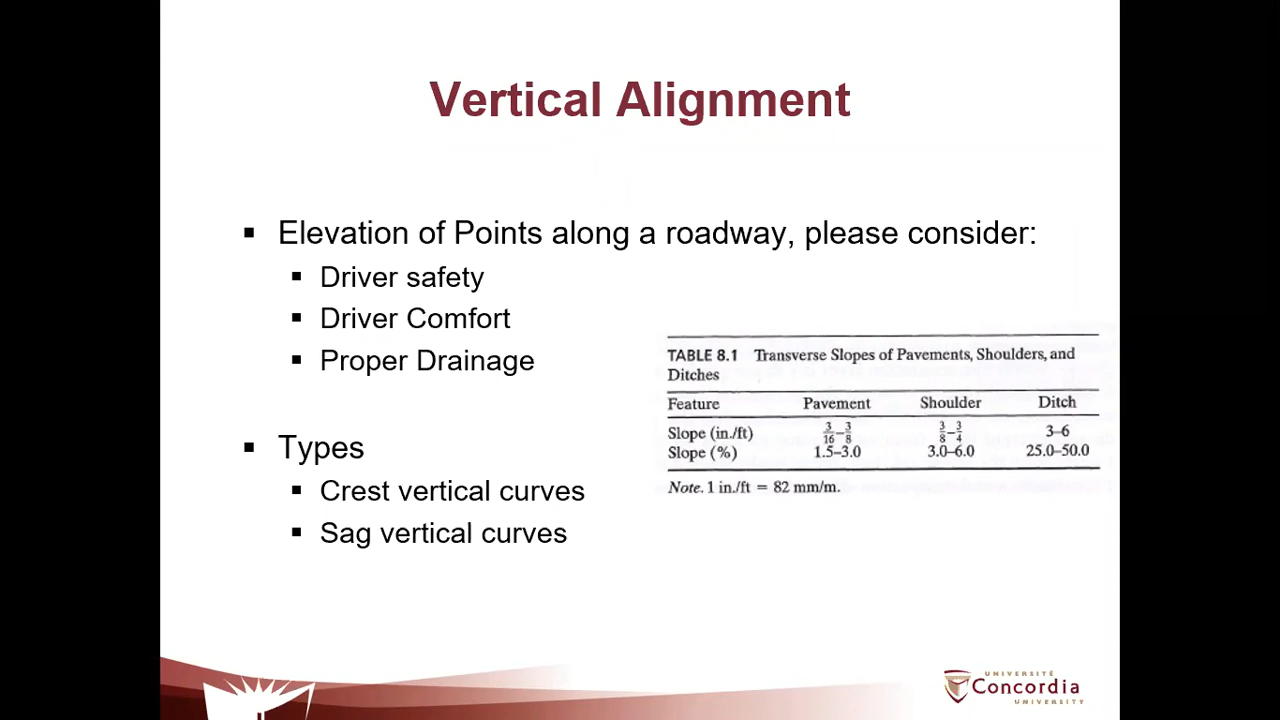 Vertical Alignment
▪ Elevation of Points along a roadway, please consider:
▪ Driver safety
▪ Driver Comfort
▪ Proper Drainage
▪ Types
▪ Crest vertical curves
▪ Sag vertical curves
TABLE 8.1 Transverse Slopes of Pavements, Shoulders, and
Ditches
Feature Pavement Shoulder Ditch
Slope (in./ft) 3/16–3/8 3/8–3/4 3–6
Slope (%) 1.5–3.0 3.0–6.0 25.0–50.0
Note. 1 in./ft = 82 mm/m.
UNIVERSITÉ
Concordia
UNIVERSITY